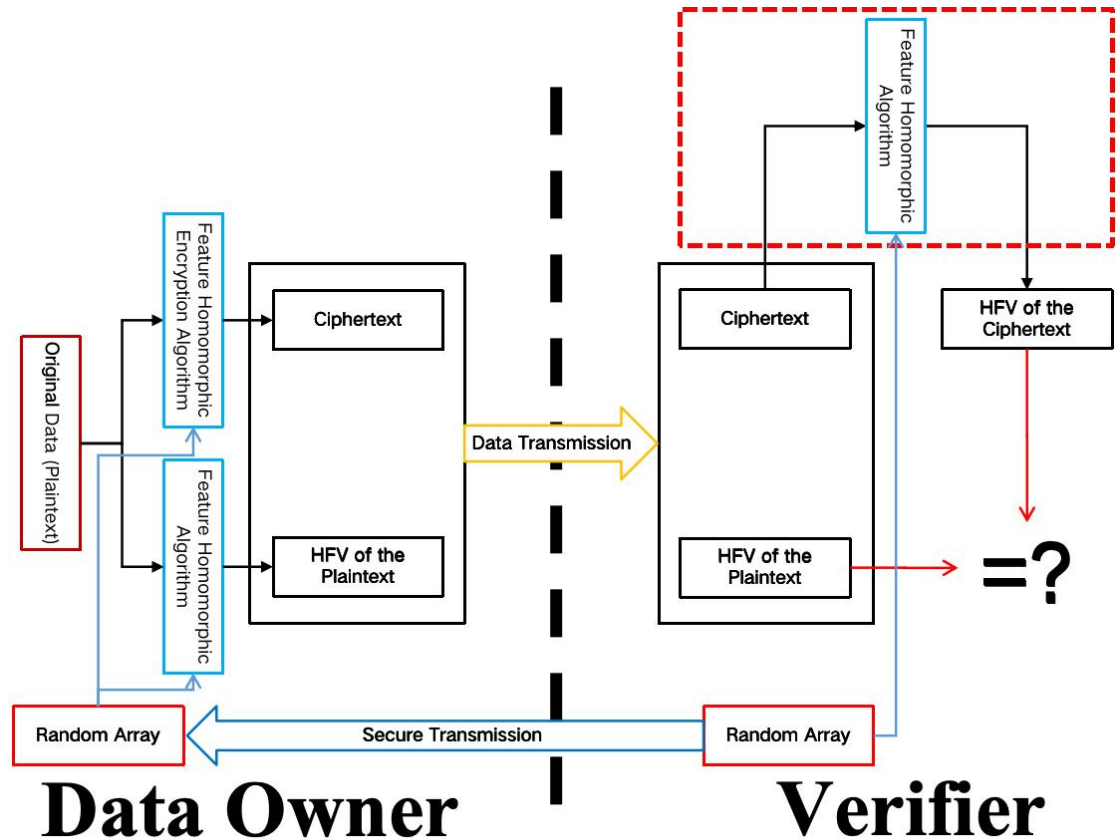 Original Data (Plaintext)
Feature Homomorphic
Encryption Algorithm
Feature Homomorphic
Algorithm
Ciphertext
HFV of the
Plaintext
Random Array
Data Transmission
Secure Transmission
Feature Homomorphic
Algorithm
Ciphertext
HFV of the
Ciphertext
HFV of the
Plaintext
=?
Random Array
Data Owner
Verifier